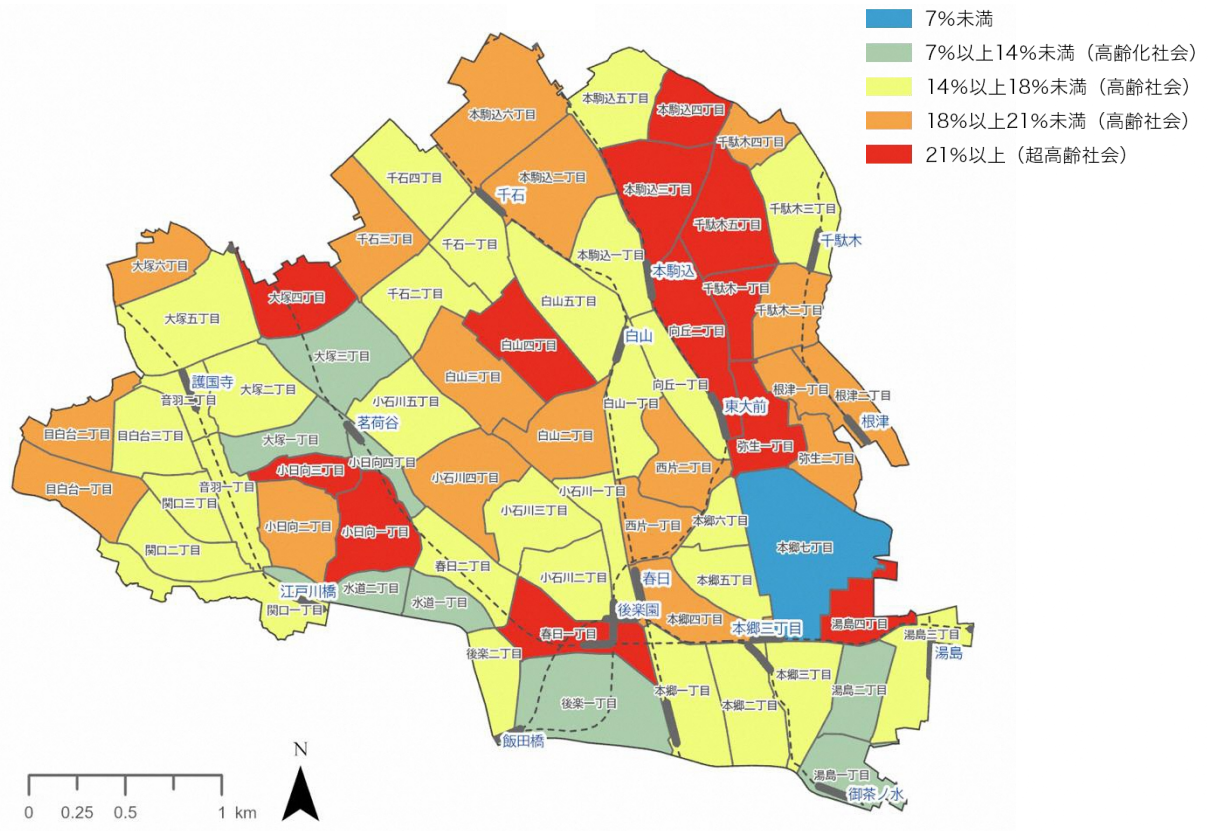 7%未満
7%以上14%未満（高齢化社会）
14%以上18%未満（高齢社会）
18%以上21%未満（高齢社会）
21%以上（超高齢社会）
本駒込五丁目
本駒込四丁目
本駒込六丁目
千駄木四丁目
千石四丁目
本駒込二丁目
本駒込三丁目
千石
千駄木三丁目
千駄木五丁目
千石三丁目
千石一丁目
千駄木
本駒込一丁目
大塚六丁目
本駒込
千駄木一丁目
大塚四丁目
千石二丁目
白山五丁目
千駄木二丁目
大塚五丁目
向丘二丁目
白山
白山四丁目
大塚三丁目
白山三丁目
護国寺
大塚二丁目
向丘一丁目
根津一丁目
根津二丁目
音羽二丁目
小石川五丁目
白山一丁目
東大前
根津
目白台二丁目
目白台三丁目
茗荷谷
大塚一丁目
白山二丁目
弥生一丁目
弥生二丁目
小日向四丁目
小日向三丁目
西片二丁目
小石川四丁目
目白台一丁目
音羽一丁目
小石川一丁目
関口三丁目
小石川三丁目
本郷六丁目
小日向二丁目
小日向一丁目
西片一丁目
関口二丁目
本郷七丁目
春日二丁目
小石川二丁目
春日
本郷五丁目
江戸川橋
水道二丁目
水道一丁目
関口一丁目
後楽園
本郷四丁目
本郷三丁目
湯島四丁目
春日一丁目
湯島三丁目
後楽二丁目
湯島
本郷三丁目
本郷一丁目
湯島二丁目
後楽一丁目
本郷二丁目
飯田橋
湯島一丁目
御茶ノ水
N
0 0.25 0.5 1 km